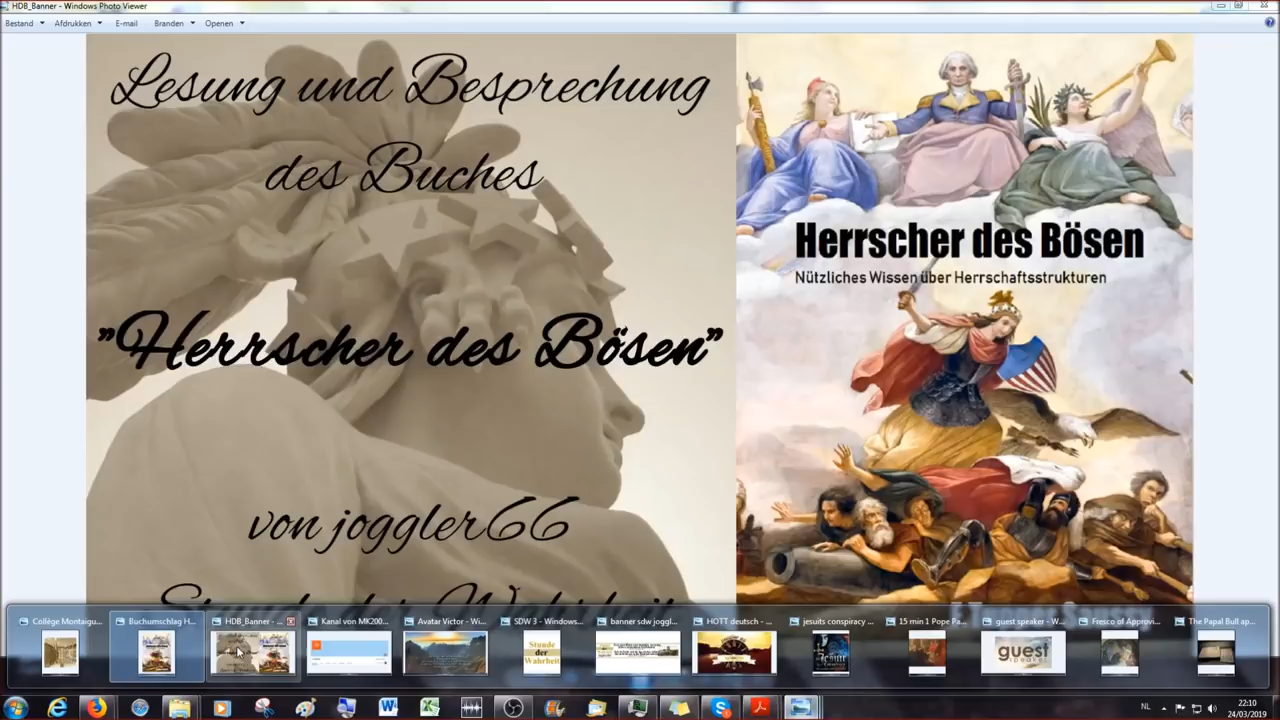 HDB_Banner - Windows Photo Viewer
Bestand Afdrukken E-mail Branden Openen
Lesung und Besprechung
des Buches
"Herrscher des Bösen"
von joggler66
Stunde der Wahrheit
Herrscher des Bösen
Nützliches Wissen über Herrschaftsstrukturen
Collège Montaigu... Buchumschlag H... HDB_Banner - ... Kanal von MK200... Avatar Victor - Wi... SDW 3 - Windows... banner sdw joggl... HOTT deutsch - ... jesuits conspiracy ... 15 min 1 Pope Pa... guest speaker - W... Fresco of Approvi... The Papal Bull ap...
Stunde
der
Wahrheit
guest
speaker
NL 22:10
24/03/2019